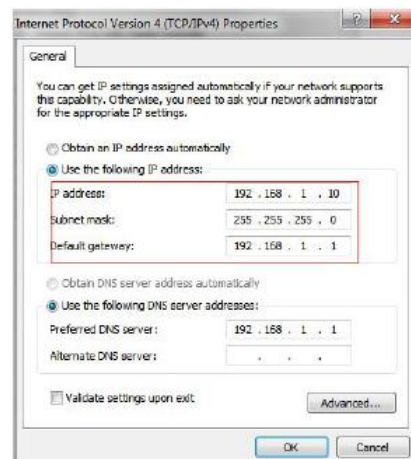 Internet Protocol Version 4 (TCP/IPv4) Properties
General
You can get IP settings assigned automatically if your network supports
this capability. Otherwise, you need to ask your network administrator
for the appropriate IP settings.
Obtain an IP address automatically
Use the following IP address:
IP address: 192 . 168 . 1 . 10
Subnet mask: 255 . 255 . 255 . 0
Default gateway: 192 . 168 . 1 . 1
Obtain DNS server address automatically
Use the following DNS server addresses:
Preferred DNS server: 192 . 168 . 1 . 1
Alternate DNS server: . . .
Validate settings upon exit
Advanced...
OK Cancel